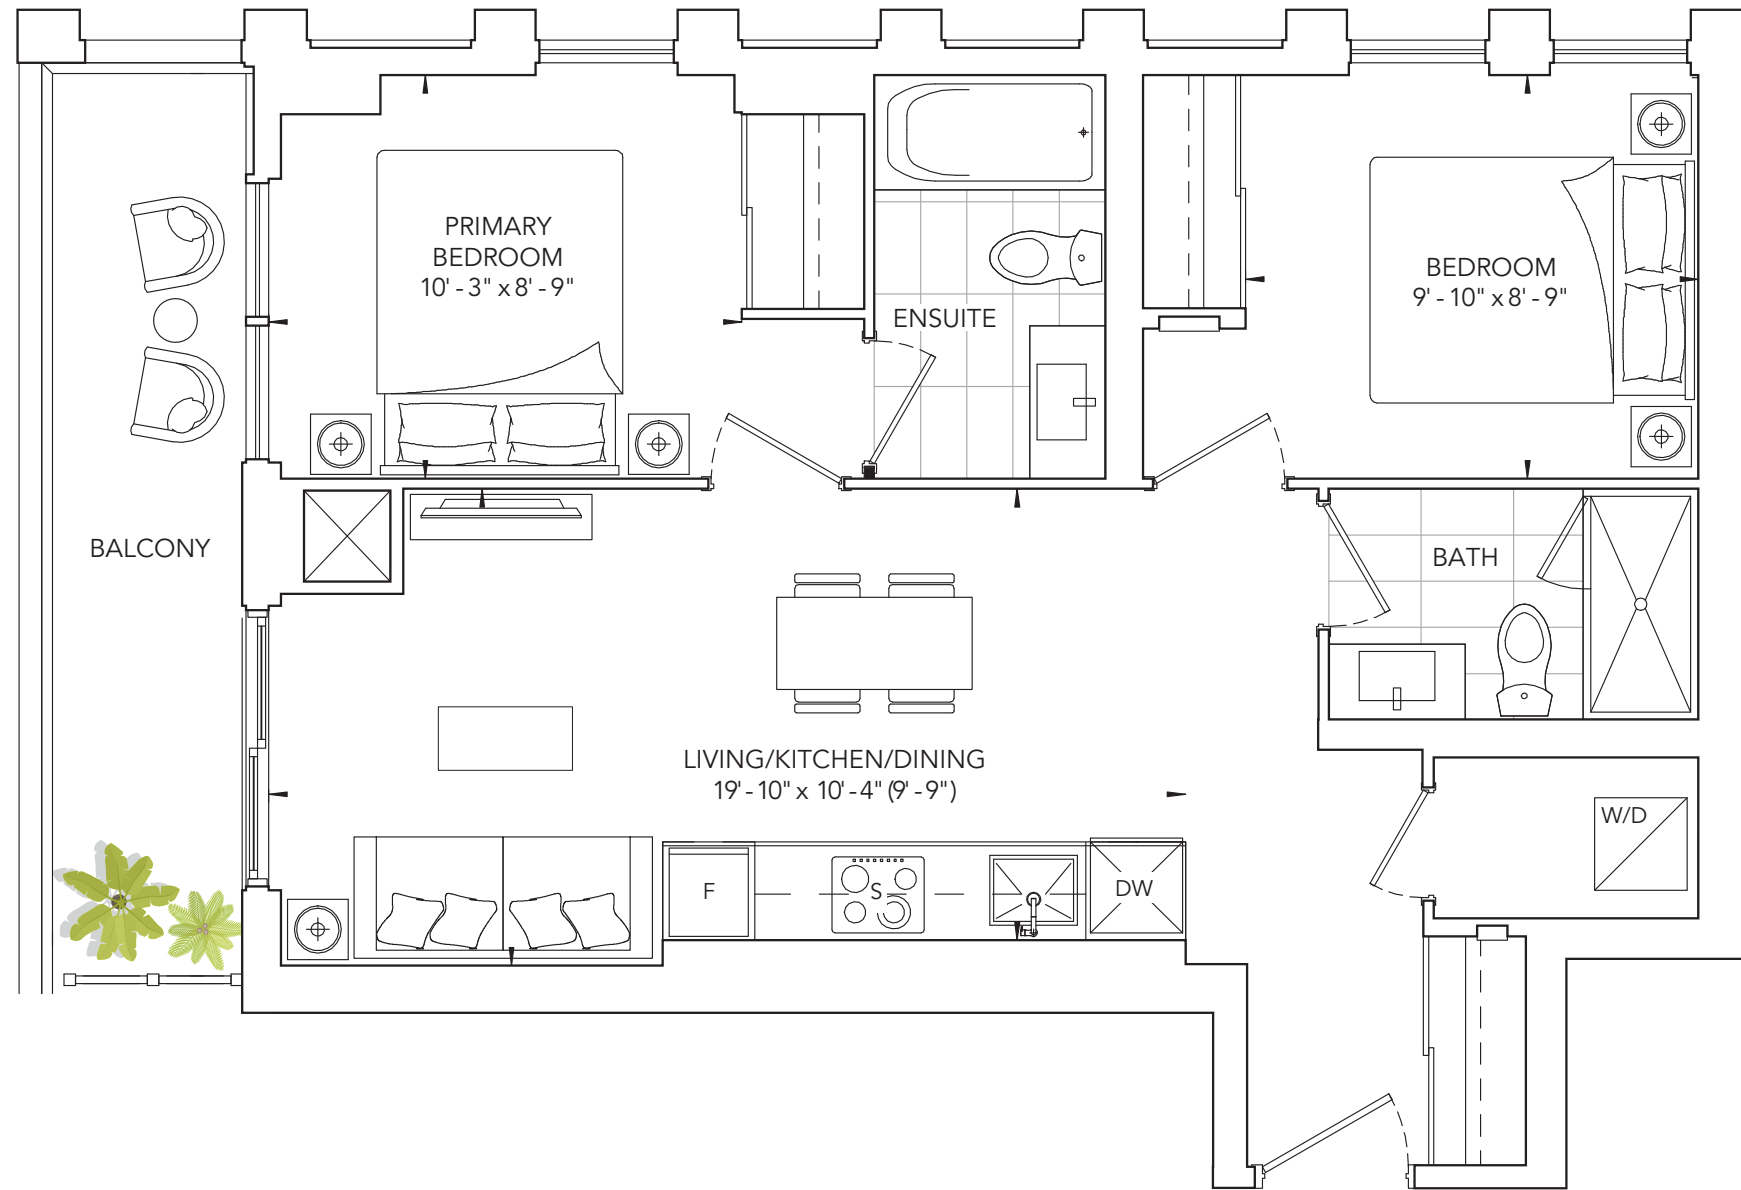 PRIMARY
BEDROOM
10' - 3" x 8' - 9"
ENSUITE
BEDROOM
9' - 10" x 8' - 9"
BALCONY
BATH
LIVING/KITCHEN/DINING
19' - 10" x 10' - 4" (9' - 9")
W/D
F
S
DW